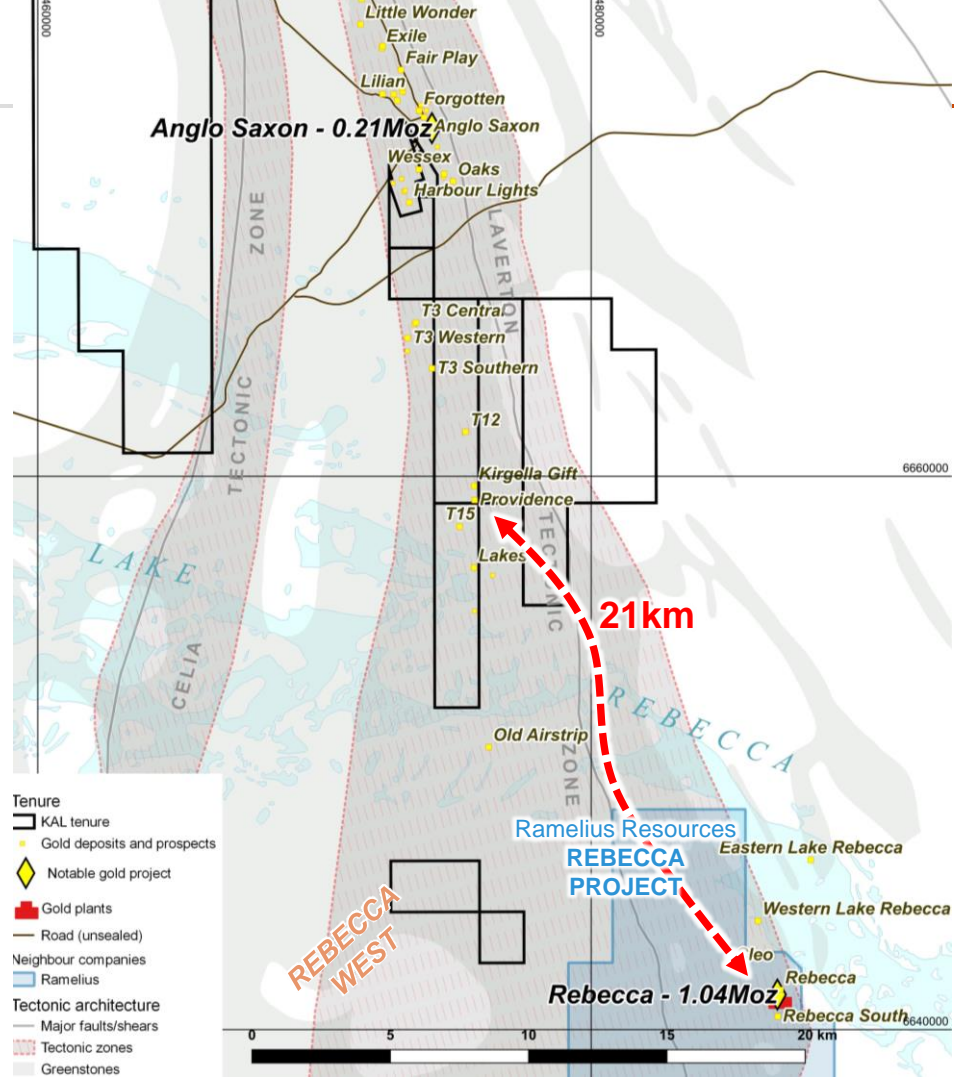 460000
480000
Little Wonder
Exile
Fair Play
Lilian
Forgotten
Anglo Saxon - 0.21Moz
Anglo Saxon
Wessex
Oaks
Harbour Lights
LAVERTON
TECTONIC
ZONE
T3 Central
T3 Western
T3 Southern
T12
6660000
Kirgella Gift
Providence
T15
TECTONIC
Lakes
LAKE
21km
CELIA
REBECCA
Old Airstrip
ZONE
Ramelius Resources
REBECCA
PROJECT
Eastern Lake Rebecca
Western Lake Rebecca
REBECCA
WEST
leo
Rebecca
Rebecca - 1.04Moz
Rebecca South
6640000
0 5 10 15 20 km
Tenure
KAL tenure
Gold deposits and prospects
Notable gold project
Gold plants
Road (unsealed)
Neighbour companies
Ramelius
Tectonic architecture
Major faults/shears
Tectonic zones
Greenstones